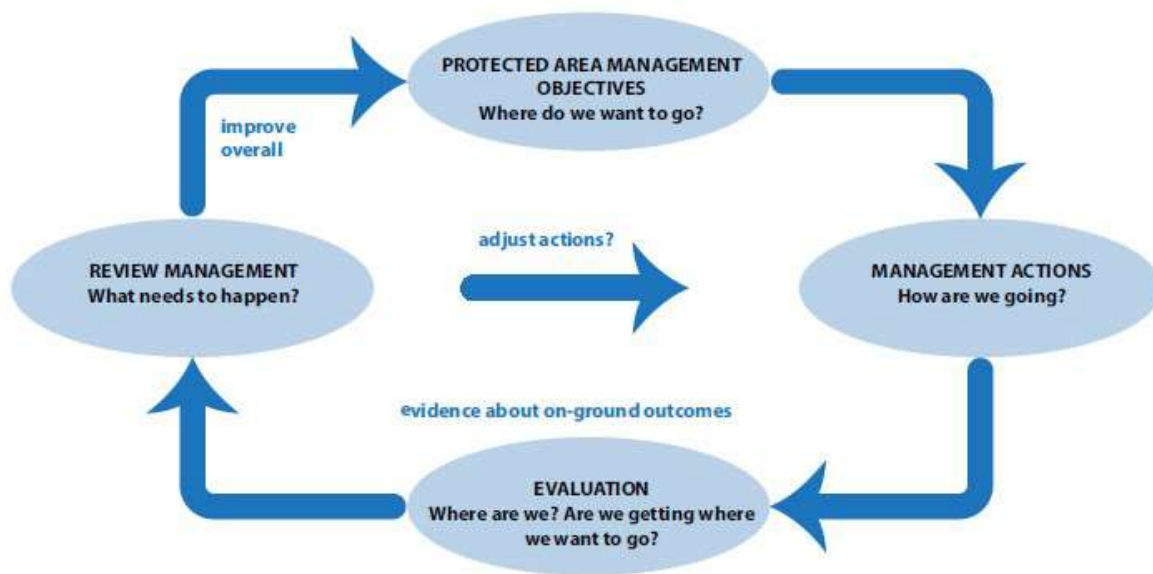 PROTECTED AREA MANAGEMENT
OBJECTIVES
Where do we want to go?
improve
overall
adjust actions?
REVIEW MANAGEMENT
What needs to happen?
MANAGEMENT ACTIONS
How are we going?
evidence about on-ground outcomes
EVALUATION
Where are we? Are we getting where
we want to go?